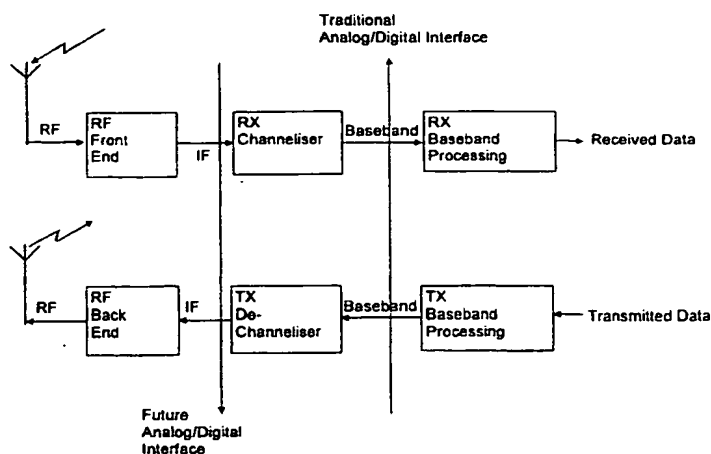 Traditional
Analog/Digital Interface
RF
RF
Front
End
IF
RX
Channeliser
Baseband
RX
Baseband
Processing
Received Data
RF
RF
Back
End
IF
TX
De-
Channeliser
Baseband
TX
Baseband
Processing
Transmitted Data
Future
Analog/Digital
Interface